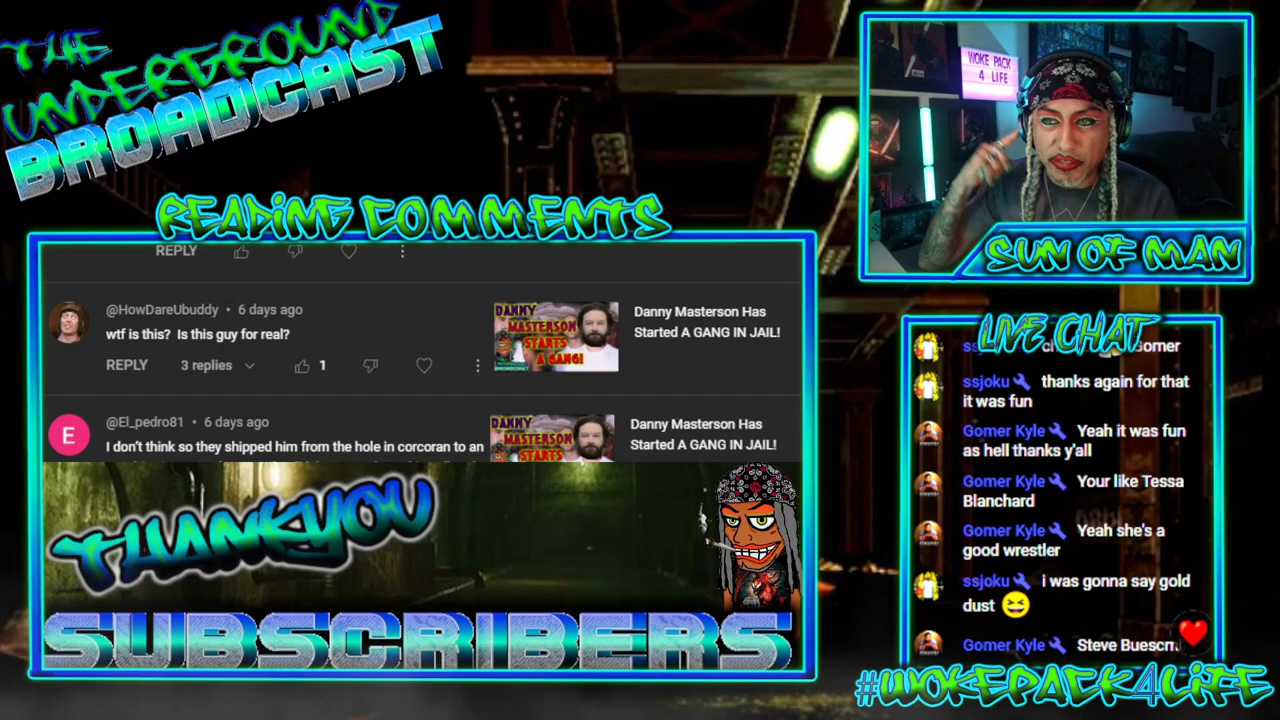 THE
UNDERGROUND
BROADCAST
READING COMMENTS
REPLY
@HowDareUbuddy • 6 days ago
wtf is this? Is this guy for real?
REPLY 3 replies 1
DANNY
MASTERSON
STARTS
A GANG!
Danny Masterson Has
Started A GANG IN JAIL!
@El_pedro81 • 6 days ago
E
I don't think so they shipped him from the hole in corcoran to an
DANNY
MASTERSON
STARTS
Danny Masterson Has
Started A GANG IN JAIL!
THANKYOU
SUBSCRIBERS
WOKE PACK
4 LIFE
SUN OF MAN
LIVE CHAT
ssjoku thanks again for that
it was fun
Gomer Kyle Yeah it was fun
as hell thanks y'all
Gomer Kyle Your like Tessa
Blanchard
Gomer Kyle Yeah she's a
good wrestler
ssjoku i was gonna say gold
dust 😆
Gomer Kyle Steve
#WOKEPACK4LIFE